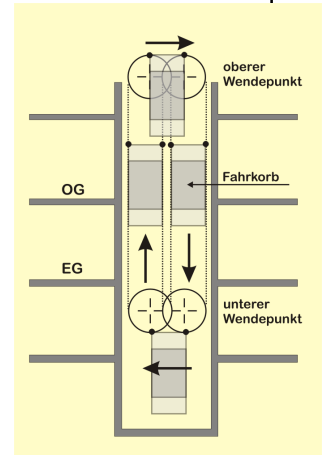 oberer
Wendepunkt
Fahrkorb
OG
EG
unterer
Wendepunkt